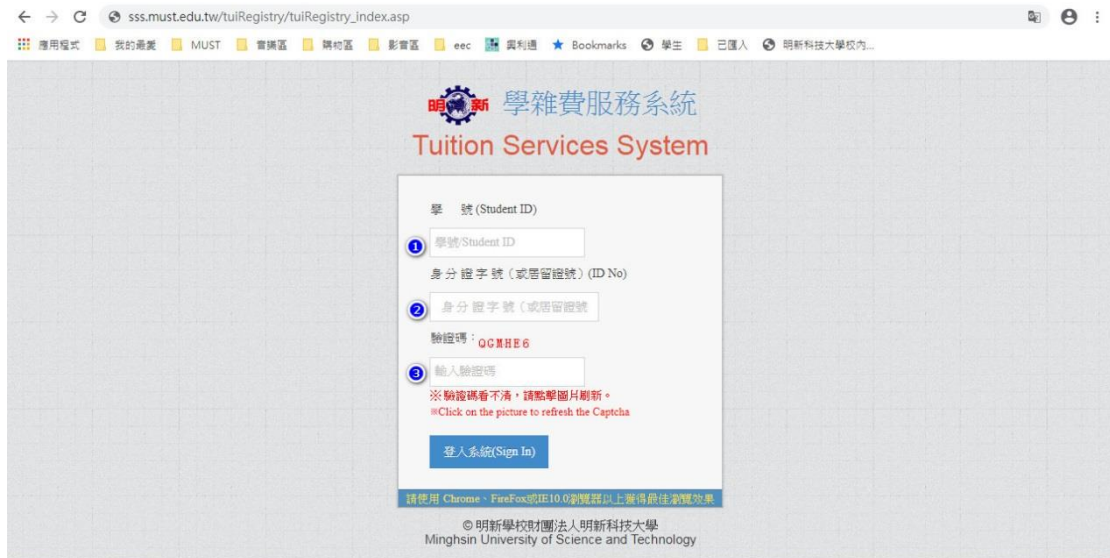 sss.must.edu.tw/tuiRegistry/tuiRegistry_index.asp
應用程式 我的最愛 MUST 音購區 購物區 影音區 eec 奧利通 Bookmarks 學生 已匯入 明新科技大學校內...
明新 學雜費服務系統
Tuition Services System
學 號 (Student ID)
1 學號/Student ID
身分證字號(或居留證號)(ID No)
2 身分證字號(或居留證號
驗證碼:QGMHE6
3 輸入驗證碼
※驗證碼看不清,請點擊圖片刷新。
※Click on the picture to refresh the Captcha
登入系統(Sign In)
請使用 Chrome、FireFox或IE10.0瀏覽器以上獲得最佳瀏覽效果
© 明新學校財團法人明新科技大學
Minghsin University of Science and Technology